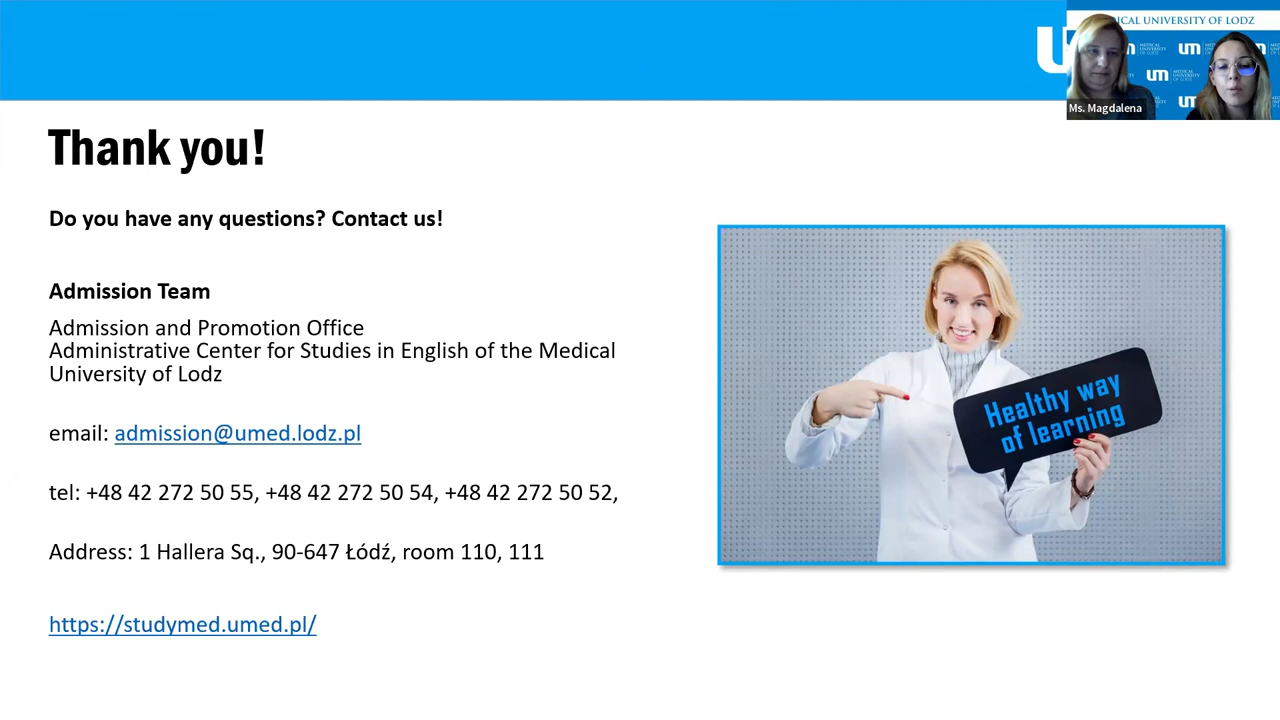 MEDICAL UNIVERSITY OF LODZ
Ms. Magdalena
Thank you!
Do you have any questions? Contact us!
Admission Team
Admission and Promotion Office
Administrative Center for Studies in English of the Medical
University of Lodz
email: admission@umed.lodz.pl
tel: +48 42 272 50 55, +48 42 272 50 54, +48 42 272 50 52,
Address: 1 Hallera Sq., 90-647 Łódź, room 110, 111
https://studymed.umed.pl/
Healthy way
of learning